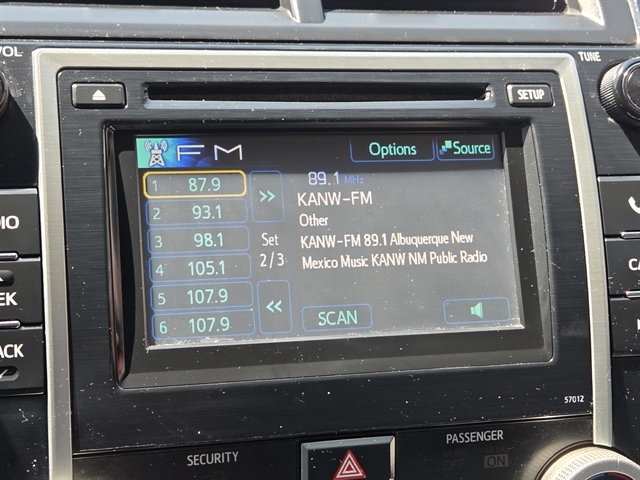 VOL
TUNE
SETUP
FM
Options
Source
1 87.9
2 93.1
3 98.1
4 105.1
5 107.9
6 107.9
>>
Set
2/3
<<
89.1 MHz
KANW-FM
Other
KANW-FM 89.1 Albuquerque New
Mexico Music KANW NM Public Radio
SCAN
57012
SECURITY
PASSENGER
OFF ON